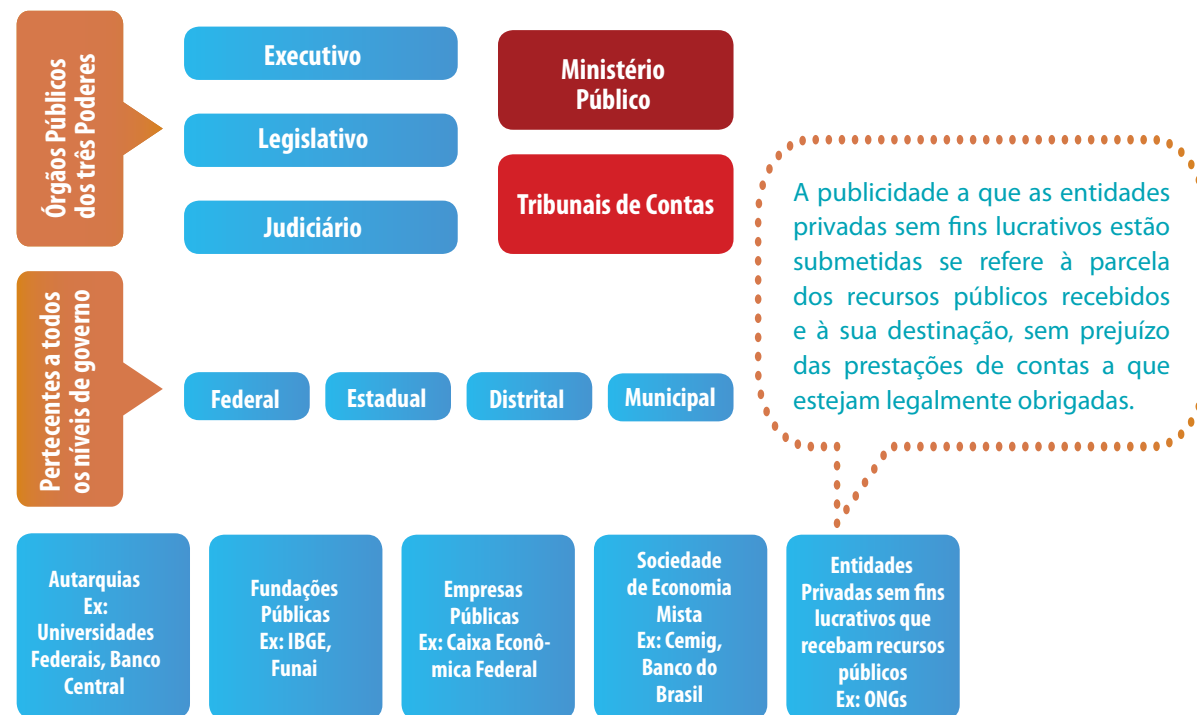 Órgãos Públicos
dos três Poderes
Executivo
Legislativo
Judiciário
Ministério
Público
Tribunais de Contas
A publicidade a que as entidades
privadas sem fins lucrativos estão
submetidas se refere à parcela
dos recursos públicos recebidos
e à sua destinação, sem prejuízo
das prestações de contas a que
estejam legalmente obrigadas.
Pertecentes a todos
os níveis de governo
Federal
Estadual
Distrital
Municipal
Autarquias
Ex:
Universidades
Federais, Banco
Central
Fundações
Públicas
Ex: IBGE,
Funai
Empresas
Públicas
Ex: Caixa Econô-
mica Federal
Sociedade
de Economia
Mista
Ex: Cemig,
Banco do
Brasil
Entidades
Privadas sem fins
lucrativos que
recebam recursos
públicos
Ex: ONGs